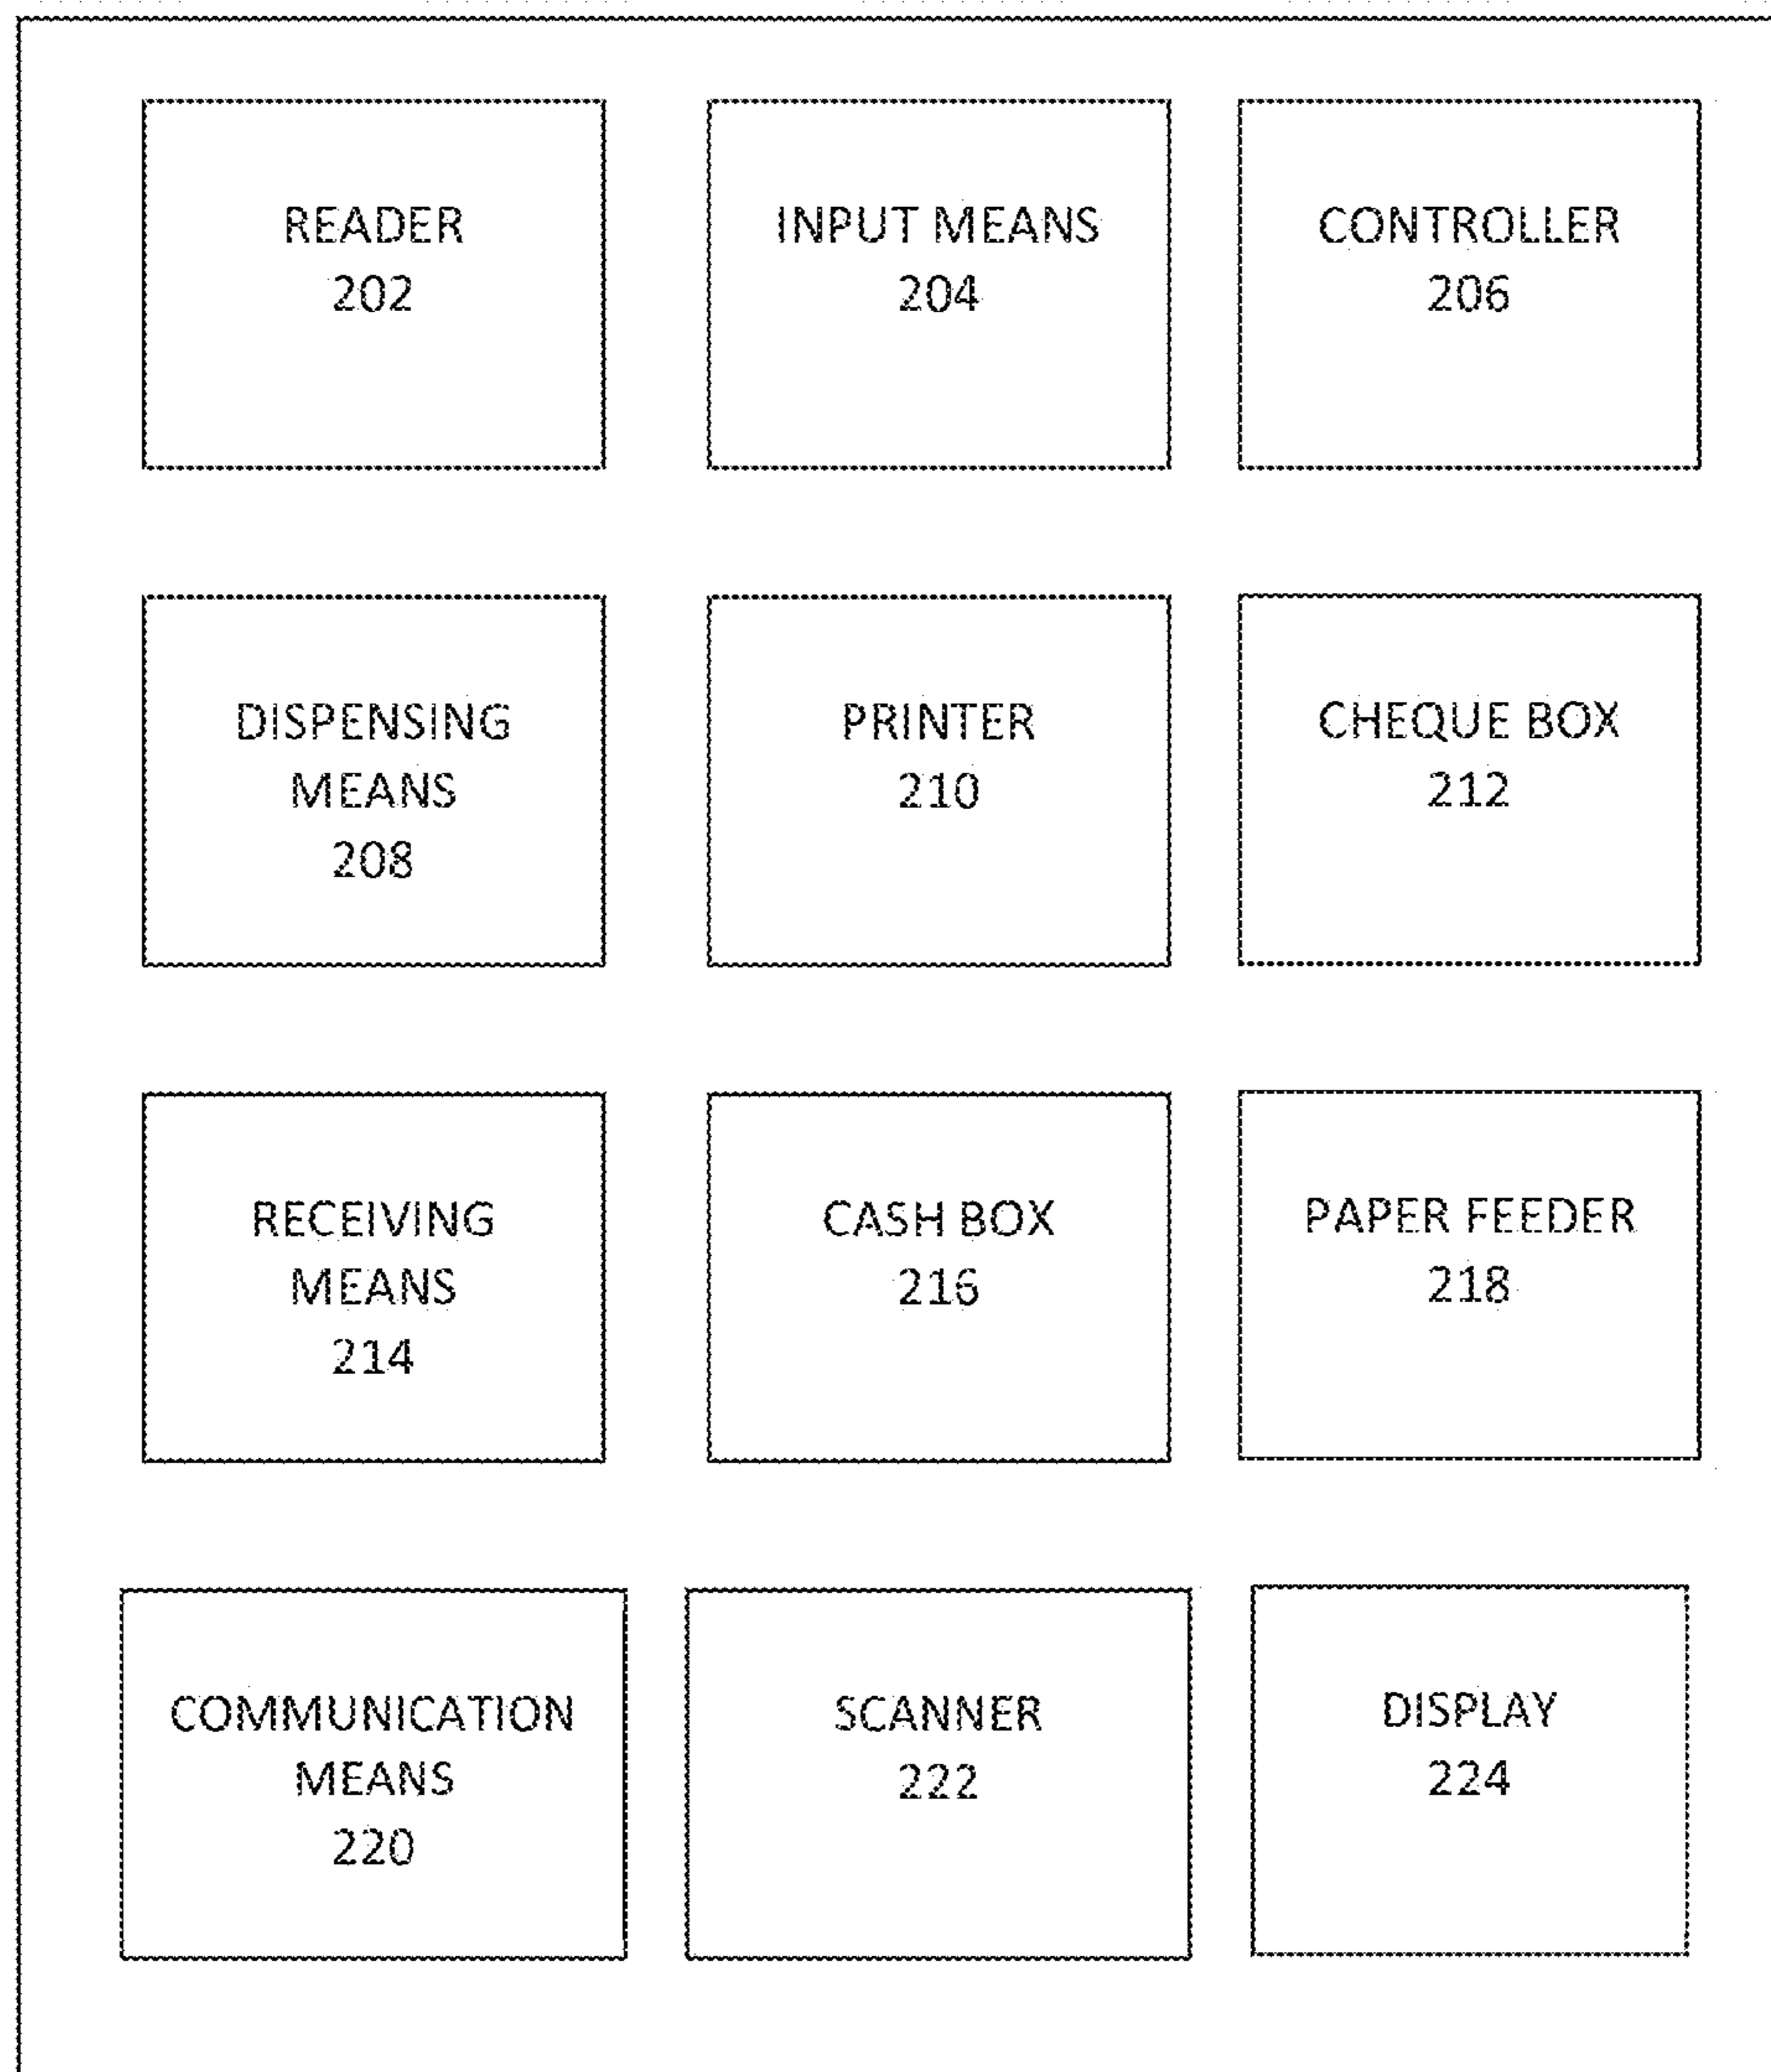 READER
202
INPUT MEANS
204
CONTROLLER
206
DISPENSING
MEANS
208
PRINTER
210
CHEQUE BOX
212
RECEIVING
MEANS
214
CASH BOX
216
PAPER FEEDER
218
COMMUNICATION
MEANS
220
SCANNER
222
DISPLAY
224